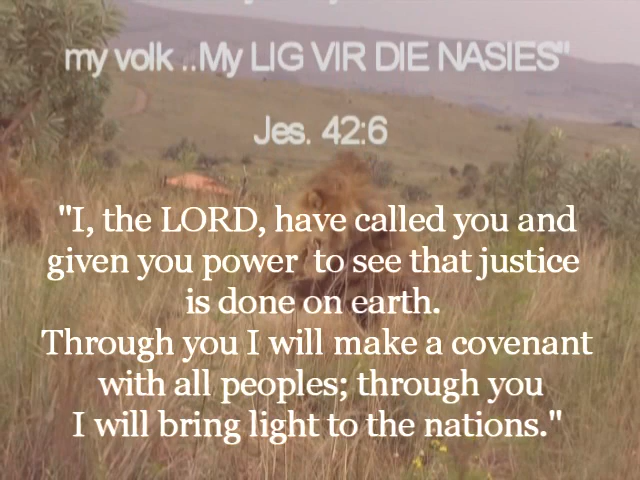 my volk ..My LIG VIR DIE NASIES"
Jes. 42:6
"I, the LORD, have called you and
given you power to see that justice
is done on earth.
Through you I will make a covenant
with all peoples; through you
I will bring light to the nations."